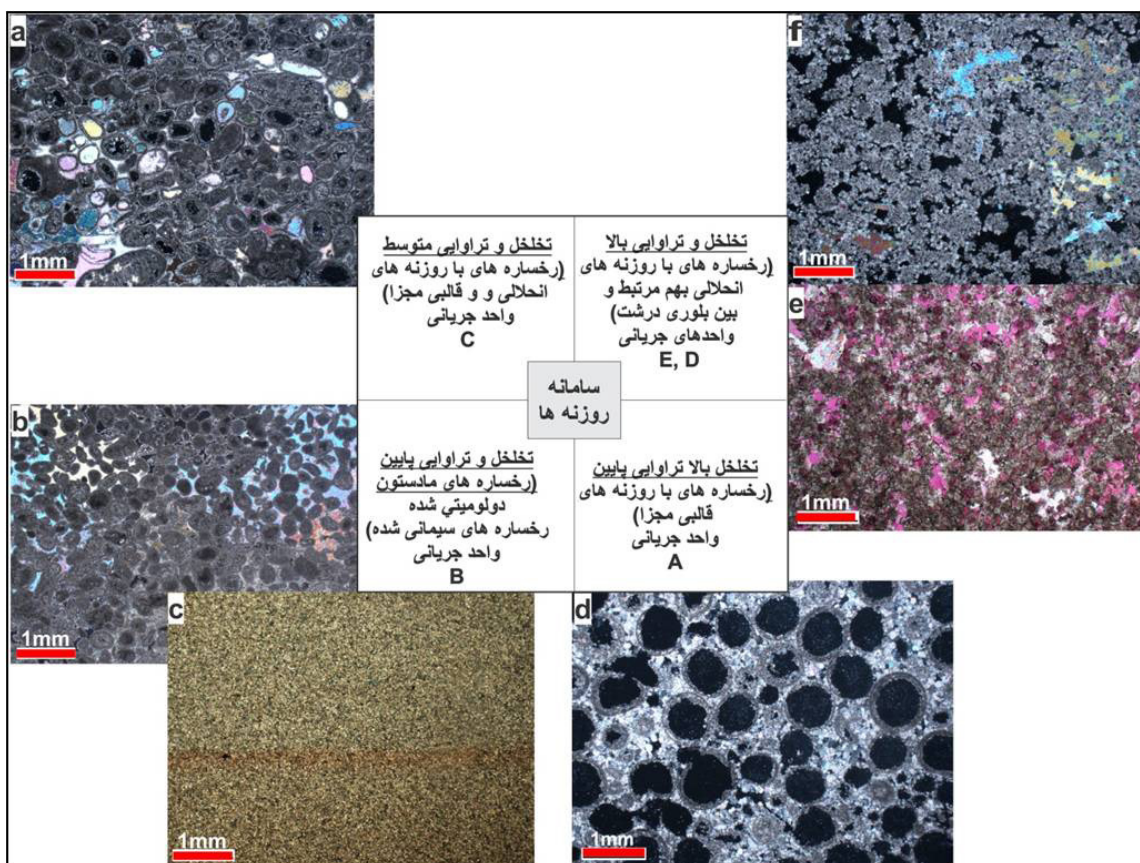 a
1mm
f
1mm
تخلخل و تراوایی متوسط
(رخساره های با روزنه های
انحلالی و و قالبی مجزا)
واحد جریانی
C
تخلخل و تراوایی بالا
(رخساره های با روزنه های
انحلالی بهم مرتبط و
بین بلوری درشت)
واحدهای جریانی
E, D
e
1mm
سامانه
روزنه ها
b
1mm
تخلخل و تراوایی پایین
(رخساره های مادستون
دولومیتي شده
رخساره های سیمانی شده)
واحد جریانی
B
تخلخل بالا تراوایی پایین
(رخساره های با روزنه های
قالبی مجزا)
واحد جریانی
A
c
1mm
d
1mm